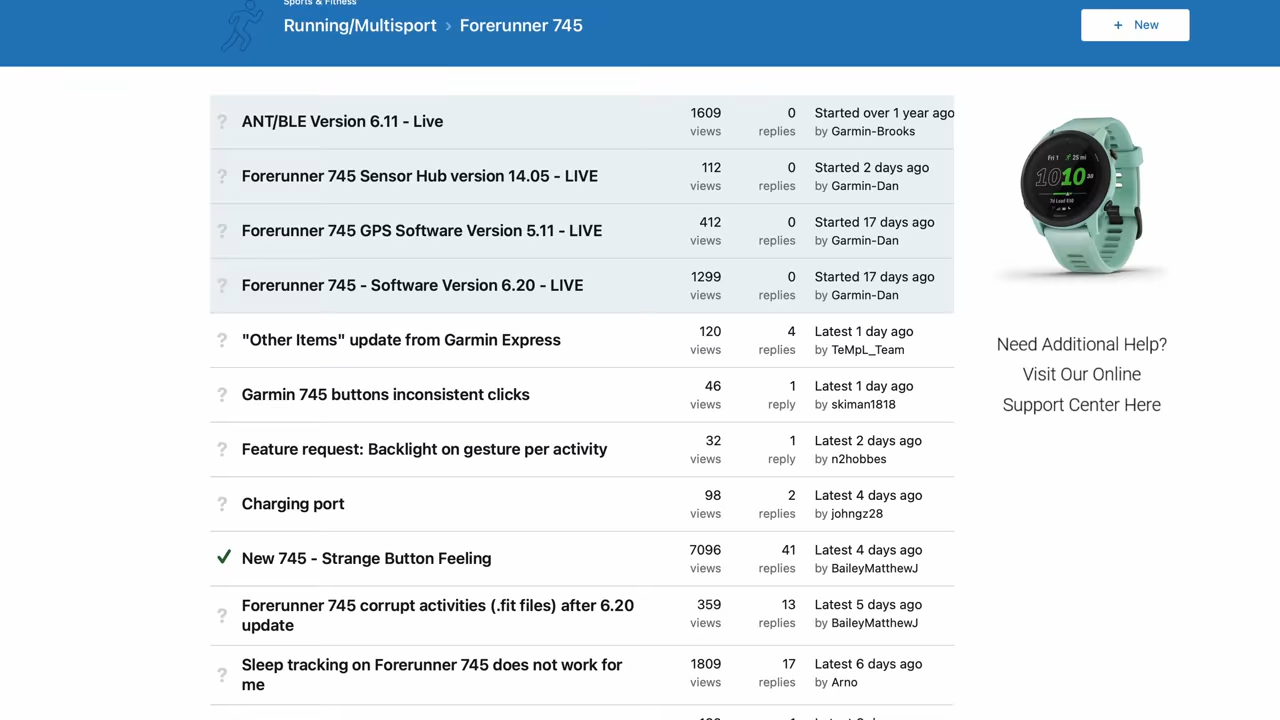 Sports & Fitness
Running/Multisport › Forerunner 745
+ New
? ANT/BLE Version 6.11 - Live 1609 0 Started over 1 year ago
views replies by Garmin-Brooks
? Forerunner 745 Sensor Hub version 14.05 - LIVE 112 0 Started 2 days ago
views replies by Garmin-Dan
? Forerunner 745 GPS Software Version 5.11 - LIVE 412 0 Started 17 days ago
views replies by Garmin-Dan
? Forerunner 745 - Software Version 6.20 - LIVE 1299 0 Started 17 days ago
views replies by Garmin-Dan
? "Other Items" update from Garmin Express 120 4 Latest 1 day ago
views replies by TeMpL_Team
? Garmin 745 buttons inconsistent clicks 46 1 Latest 1 day ago
views reply by skiman1818
? Feature request: Backlight on gesture per activity 32 1 Latest 2 days ago
views reply by n2hobbes
? Charging port 98 2 Latest 4 days ago
views replies by johngz28
New 745 - Strange Button Feeling 7096 41 Latest 4 days ago
views replies by BaileyMatthewJ
? Forerunner 745 corrupt activities (.fit files) after 6.20 359 13 Latest 5 days ago
update views replies by BaileyMatthewJ
? Sleep tracking on Forerunner 745 does not work for 1809 17 Latest 6 days ago
me views replies by Arno
Fri 1 25 mi
1010
7d Load 610
Need Additional Help?
Visit Our Online
Support Center Here